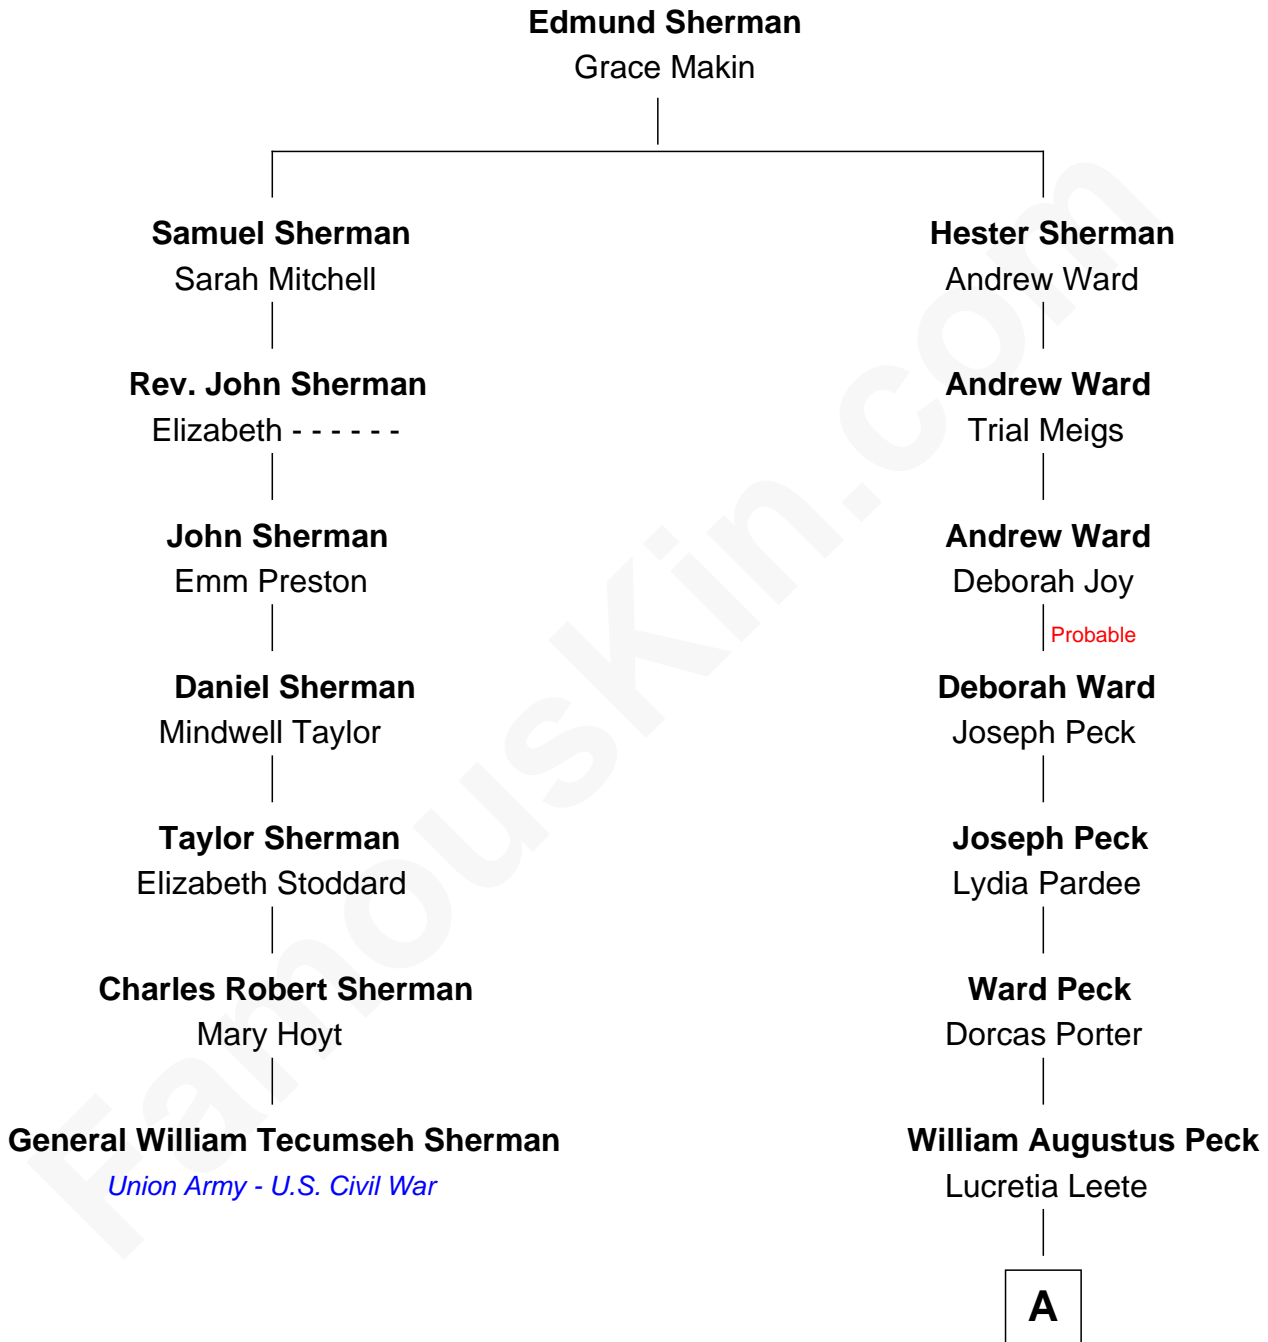 Edmund Sherman
Grace Makin
Samuel Sherman
Sarah Mitchell
Hester Sherman
Andrew Ward
Rev. John Sherman
Elizabeth - - - - - -
Andrew Ward
Trial Meigs
John Sherman
Emm Preston
Andrew Ward
Deborah Joy
Probable
Daniel Sherman
Mindwell Taylor
Deborah Ward
Joseph Peck
Taylor Sherman
Elizabeth Stoddard
Joseph Peck
Lydia Pardee
Charles Robert Sherman
Mary Hoyt
Ward Peck
Dorcas Porter
General William Tecumseh Sherman
Union Army - U.S. Civil War
William Augustus Peck
Lucretia Leete
A
FamousKin.com